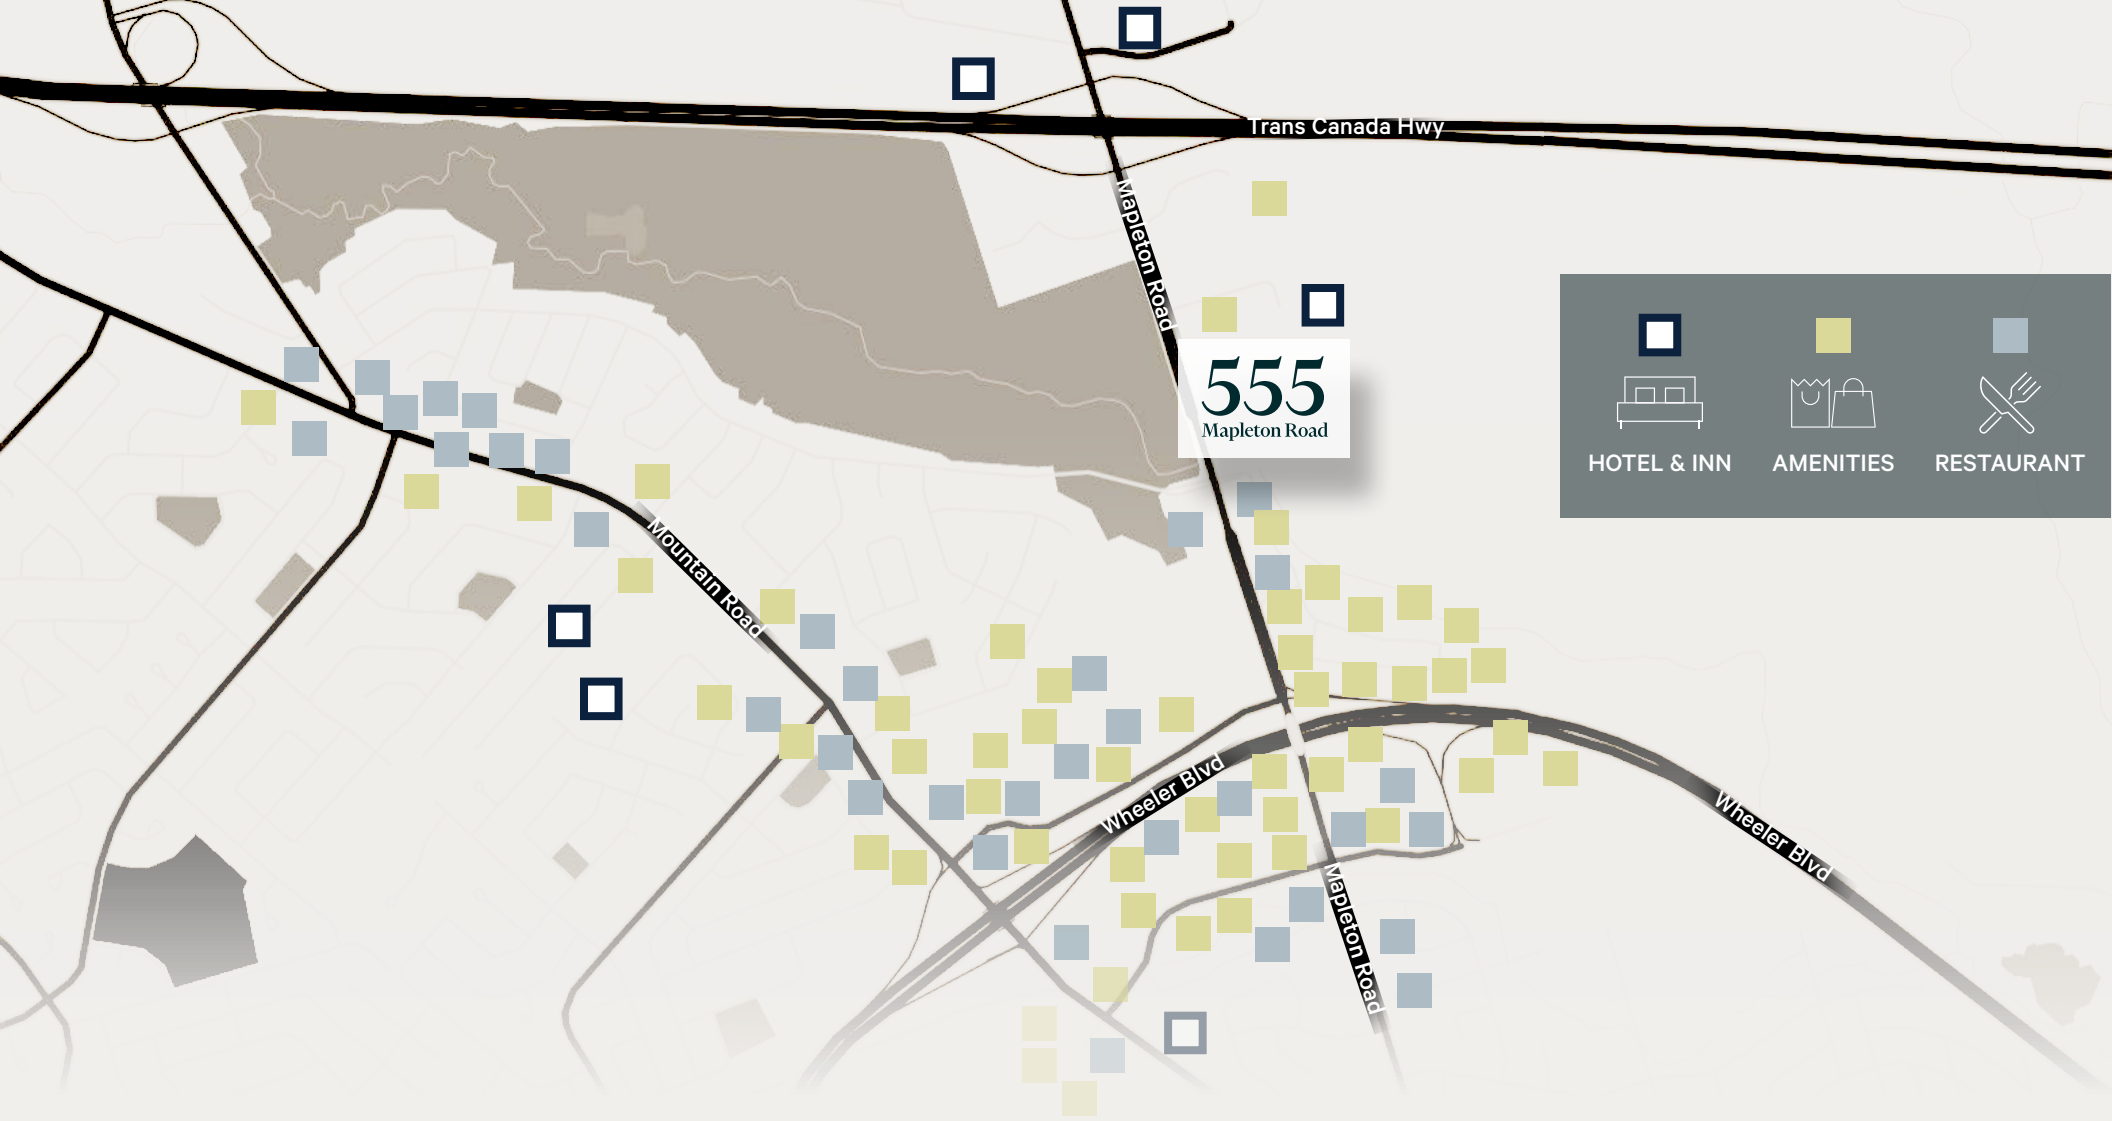 Trans Canada Hwy
Mapleton Road
555
Mapleton Road
HOTEL & INN
AMENITIES
RESTAURANT
Mountain Road
Wheeler Blvd
Wheeler Blvd
Mapleton Road